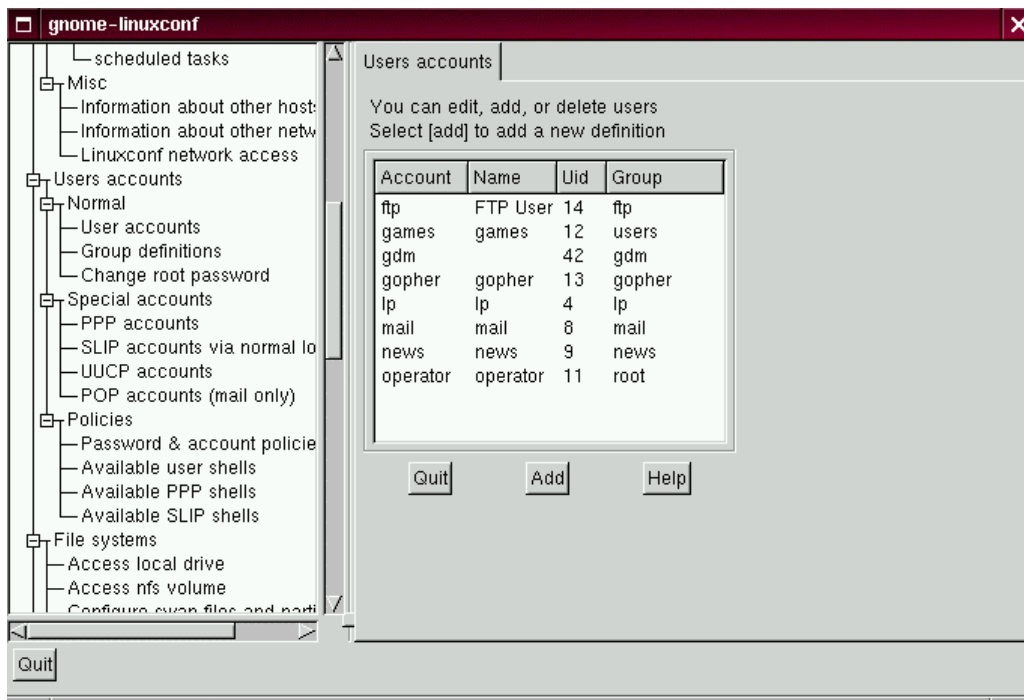 gnome-linuxconf
scheduled tasks
Misc
Information about other hosts
Information about other netw
Linuxconf network access
Users accounts
Normal
User accounts
Group definitions
Change root password
Special accounts
PPP accounts
SLIP accounts via normal lo
UUCP accounts
POP accounts (mail only)
Policies
Password & account policie
Available user shells
Available PPP shells
Available SLIP shells
File systems
Access local drive
Access nfs volume
Configure swan files and parti
Quit
Users accounts
You can edit, add, or delete users
Select [add] to add a new definition
Account Name Uid Group
ftp FTP User 14 ftp
games games 12 users
gdm 42 gdm
gopher gopher 13 gopher
lp lp 4 lp
mail mail 8 mail
news news 9 news
operator operator 11 root
Quit Add Help